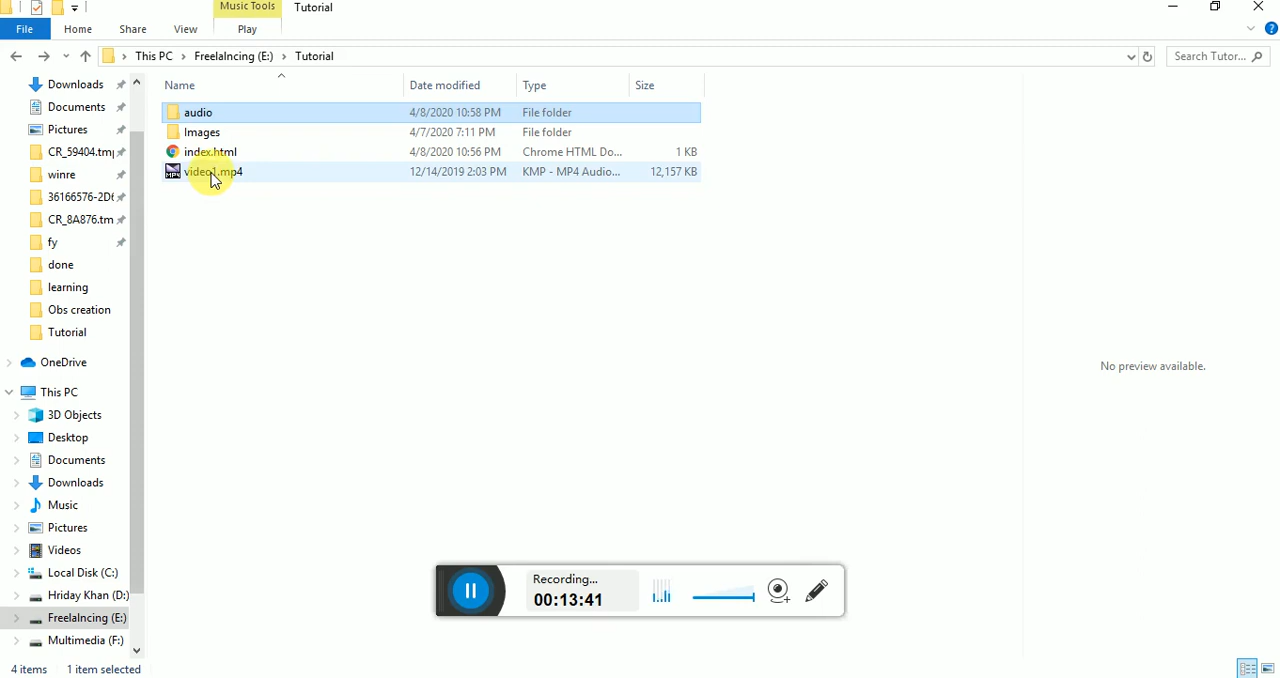 Music Tools
Tutorial
File
Home
Share
View
Play
This PC
Freelalncing (E:)
Tutorial
Search Tutor...
Name
Date modified
Type
Size
audio
4/8/2020 10:58 PM
File folder
Images
4/7/2020 7:11 PM
File folder
index.html
4/8/2020 10:56 PM
Chrome HTML Do...
1 KB
video1.mp4
12/14/2019 2:03 PM
KMP - MP4 Audio...
12,157 KB
Downloads
Documents
Pictures
CR_59404.tmp
winre
36166576-2D
CR_8A876.tm
fy
done
learning
Obs creation
Tutorial
OneDrive
This PC
3D Objects
Desktop
Documents
Downloads
Music
Pictures
Videos
Local Disk (C:)
Hriday Khan (D:)
Freelalncing (E:)
Multimedia (F:)
No preview available.
Recording...
00:13:41
4 items
1 item selected